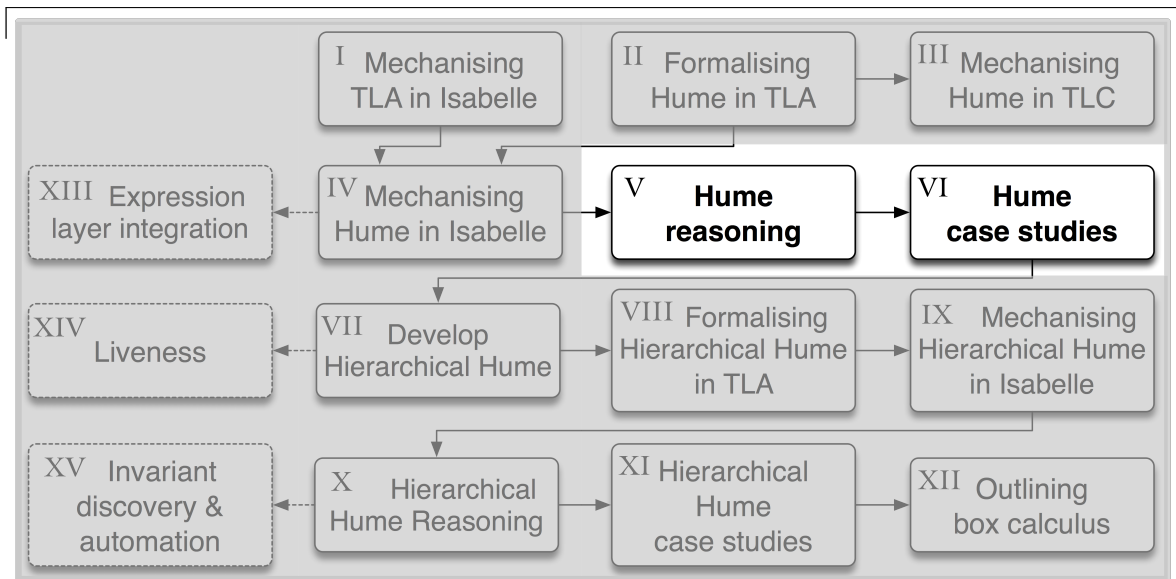 I Mechanising
TLA in Isabelle
II Formalising
Hume in TLA
III Mechanising
Hume in TLC
XIII Expression
layer integration
IV Mechanising
Hume in Isabelle
V Hume
reasoning
VI Hume
case studies
XIV
Liveness
VII Develop
Hierarchical Hume
VIII Formalising
Hierarchical Hume
in TLA
IX Mechanising
Hierarchical Hume
in Isabelle
XV Invariant
discovery &
automation
X Hierarchical
Hume Reasoning
XI Hierarchical
Hume
case studies
XII Outlining
box calculus